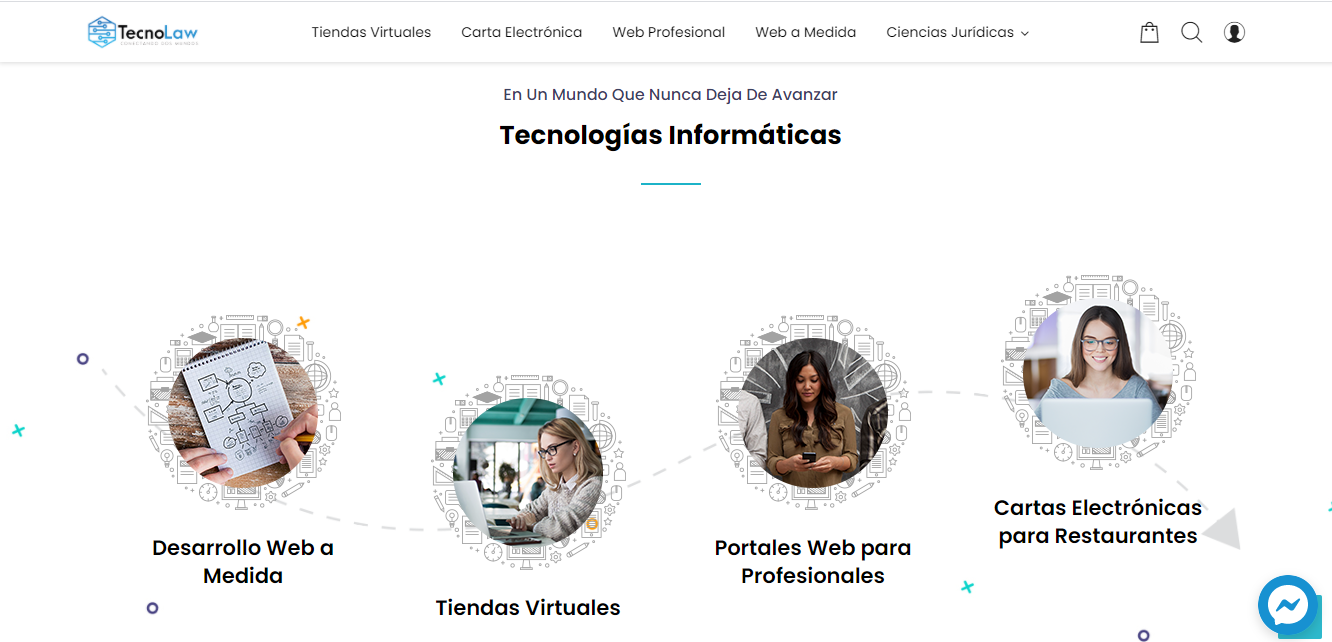 TecnoLaw
CONECTANDO DOS MUNDOS
Tiendas Virtuales
Carta Electrónica
Web Profesional
Web a Medida
Ciencias Jurídicas
En Un Mundo Que Nunca Deja De Avanzar
Tecnologías Informáticas
Desarrollo Web a
Medida
Tiendas Virtuales
Portales Web para
Profesionales
Cartas Electrónicas
para Restaurantes